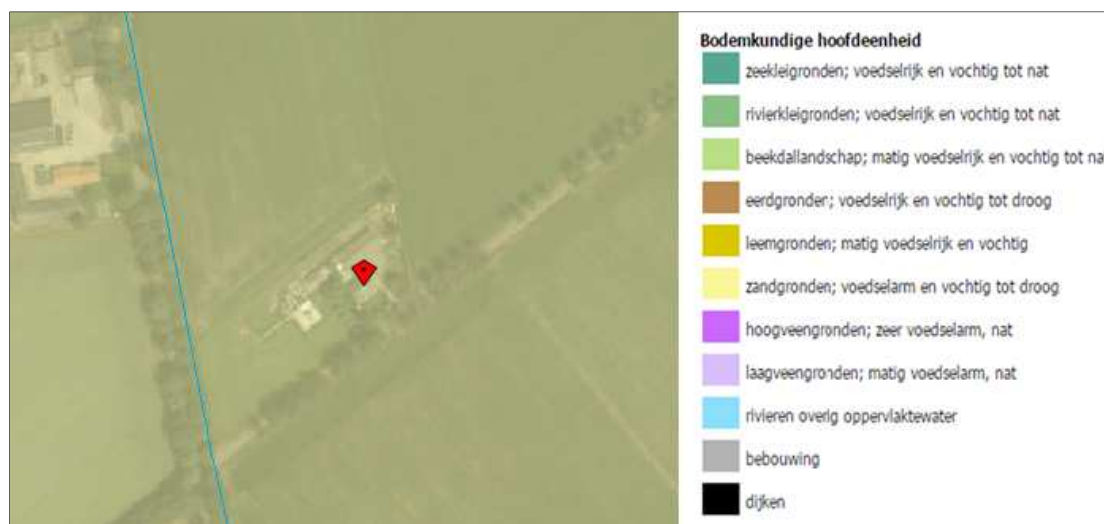 Bodemkundige hoofdeenheid
zeekleigronden; voedselrijk en vochtig tot nat
rivierkleigronden; voedselrijk en vochtig tot nat
beekdallandschap; matig voedselrijk en vochtig tot nat
eerdgronden; voedselrijk en vochtig tot droog
leemgronden; matig voedselrijk en vochtig
zandgronden; voedselarm en vochtig tot droog
hoogveengronden; zeer voedselarm, nat
laagveengronden; matig voedselarm, nat
rivieren overig oppervlaktewater
bebouwing
dijken